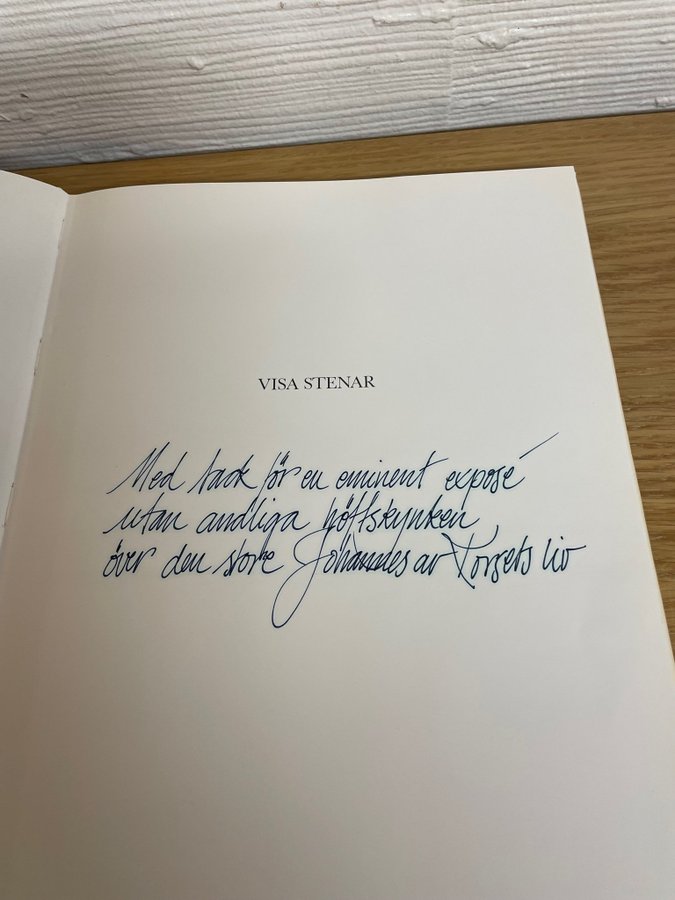 VISA STENAR
Med tack för en eminent exposé
utan andliga höftskynken
över den store Johannes av Korsets liv